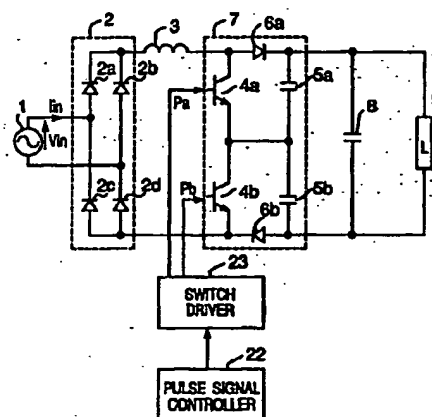 2
3
7
6a
2a
2b
5a
Iin
Pa
4a
1
Vin
8
L
2c
2d
Pb
4b
5b
6b
23
SWITCH
DRIVER
22
PULSE SIGNAL
CONTROLLER